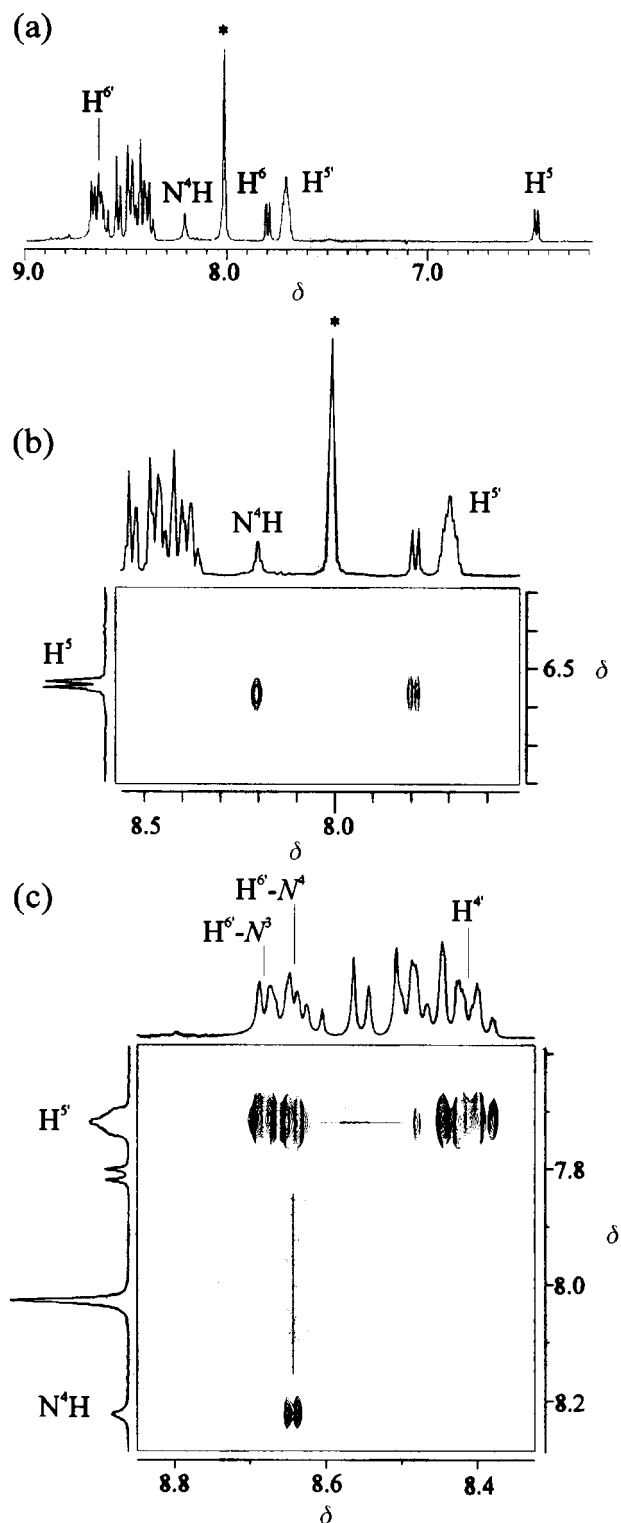 (a)
*
H6'
N4H
H6
H5'
H5
9.0 8.0 7.0
δ
(b)
*
N4H
H5'
H5
6.5 δ
8.5 8.0
δ
(c)
H6'-N4
H6'-N3
H4'
H5'
7.8
δ
8.0
N4H
8.2
8.8 8.6 8.4
δ